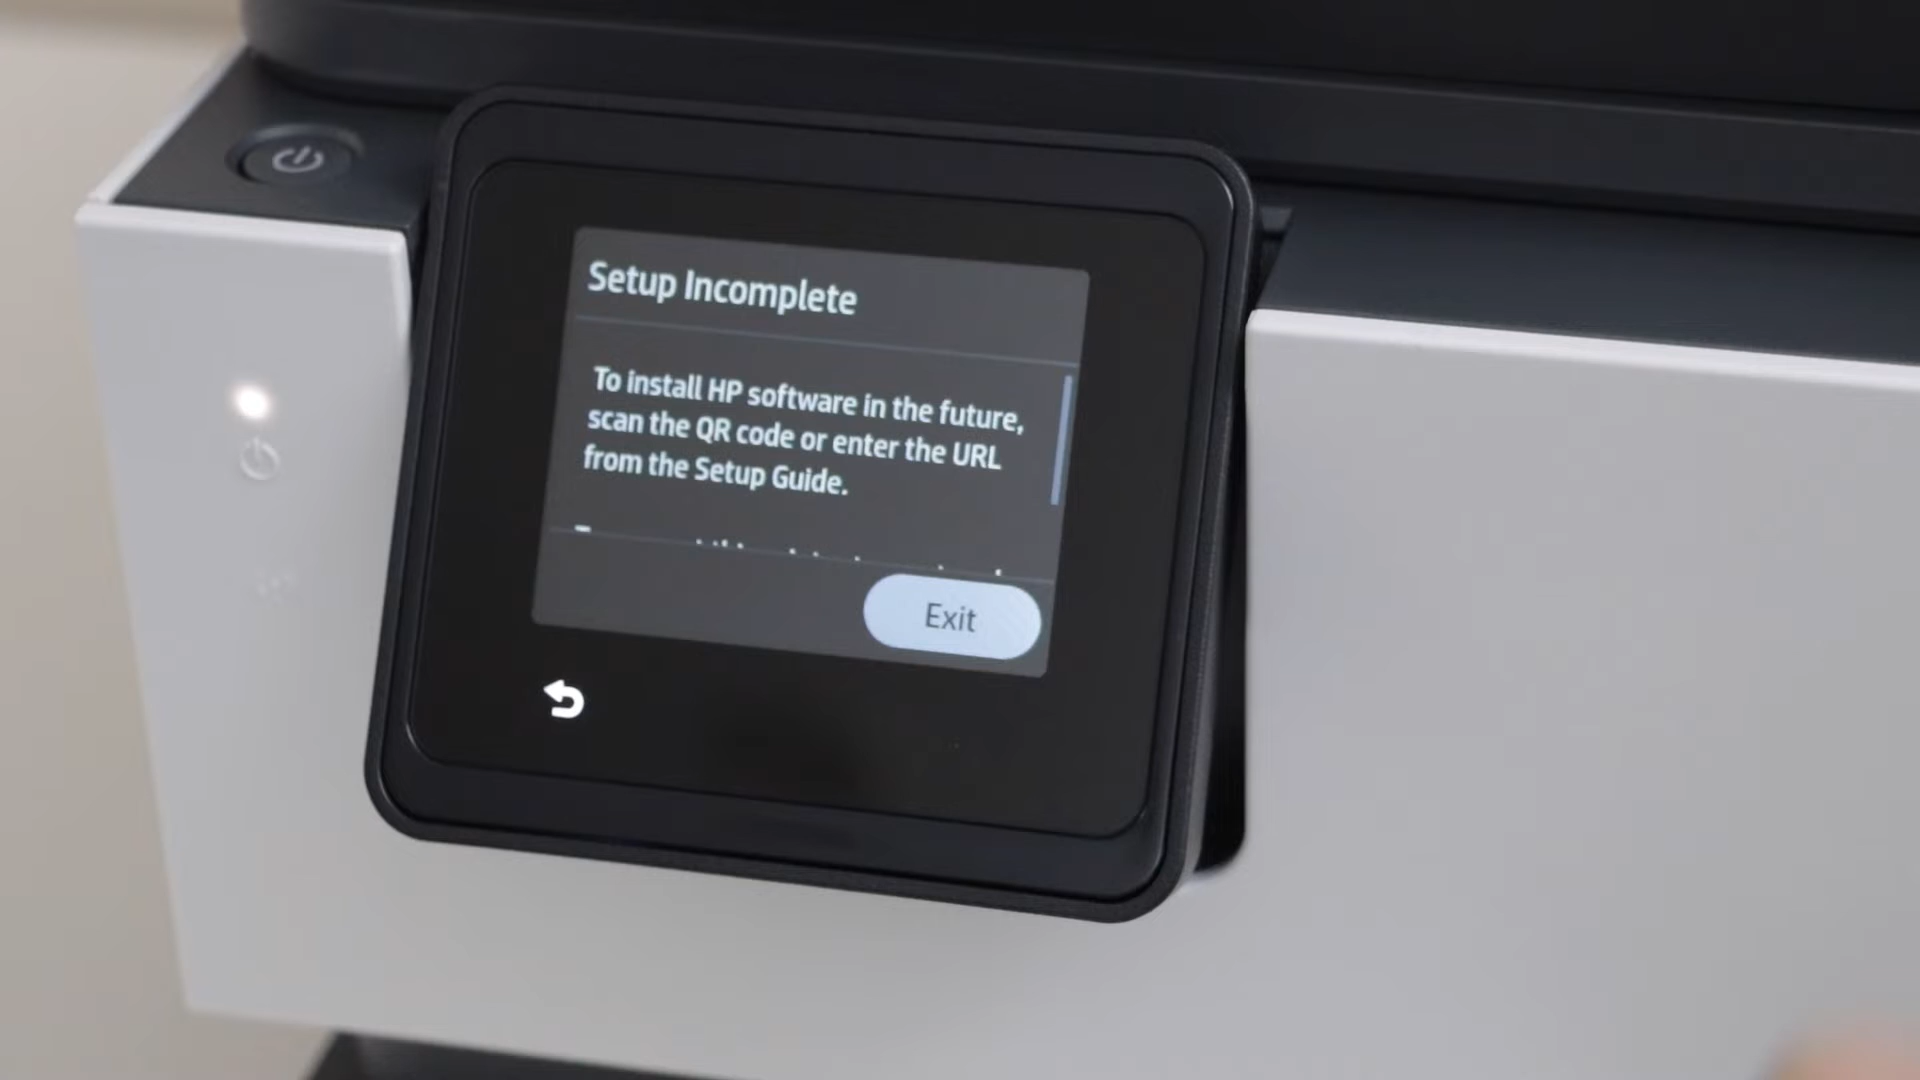 Setup Incomplete
To install HP software in the future,
scan the QR code or enter the URL
from the Setup Guide.
Exit